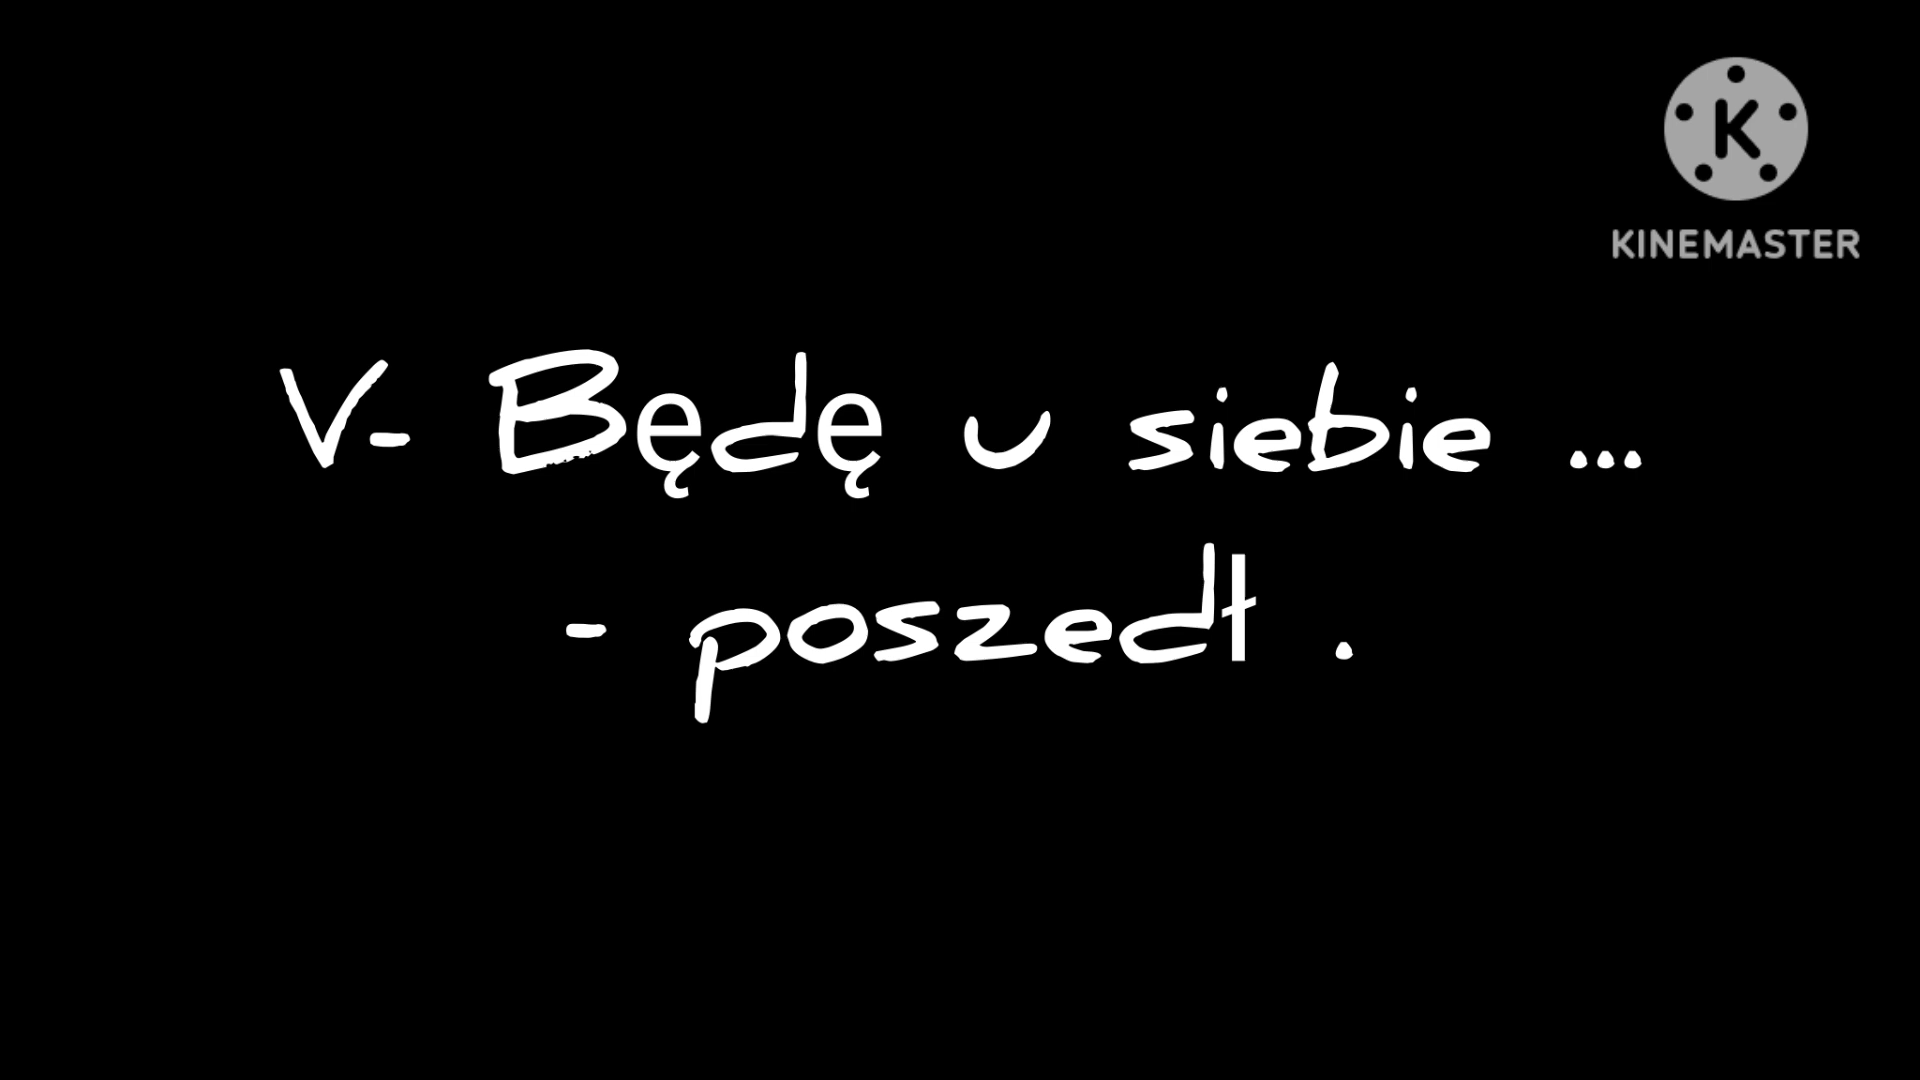 KINEMASTER
V- Będę u siebie ...
- poszedł .